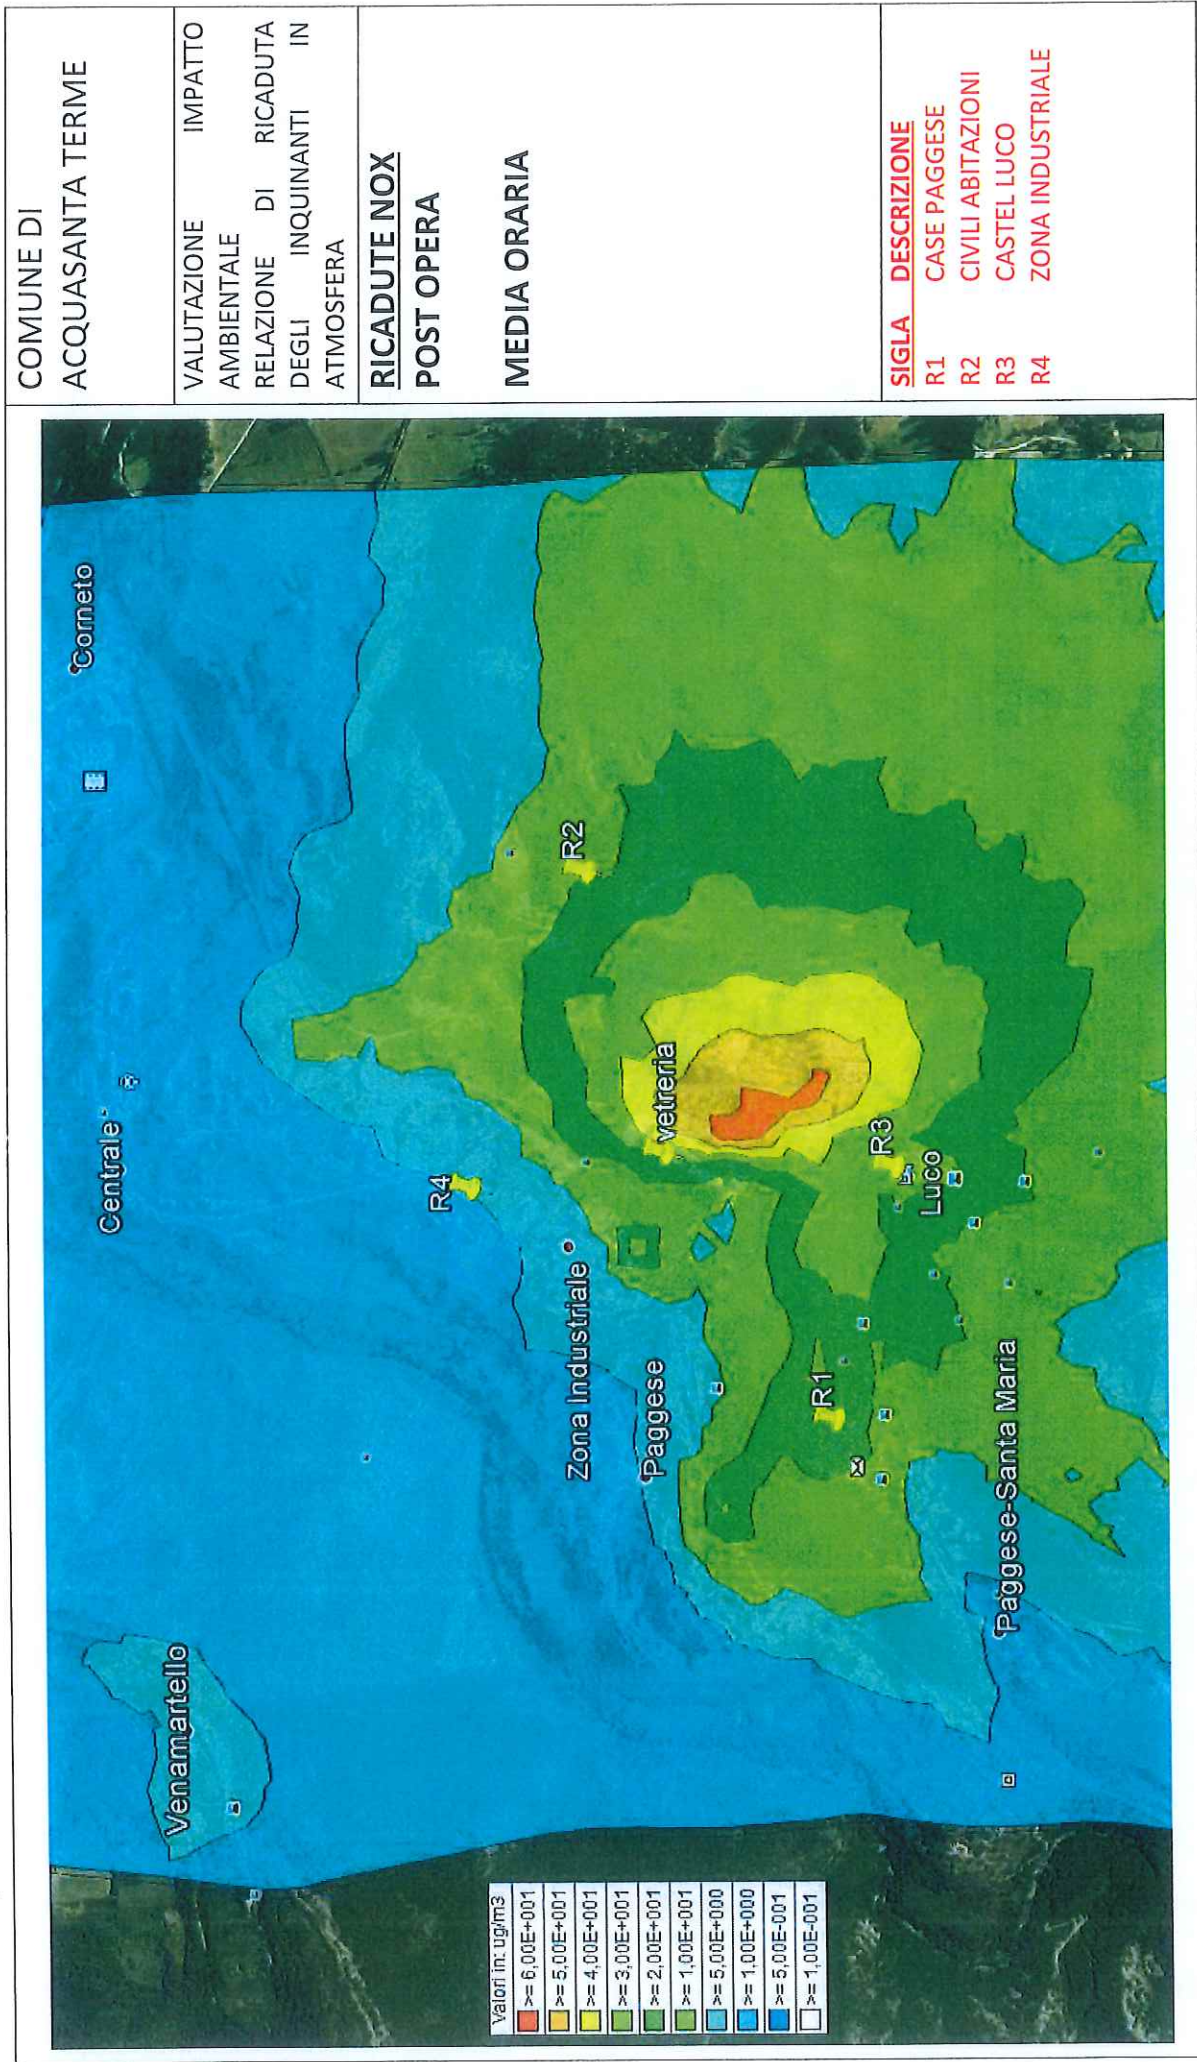 COMUNE DI
ACQUASANTA TERME
VALUTAZIONE IMPATTO
AMBIENTALE
RELAZIONE DI RICADUTA
DEGLI INQUINANTI IN
ATMOSFERA
RICADUTE NOX
POST OPERA
MEDIA ORARIA
SIGLA DESCRIZIONE
R1 CASE PAGGESE
R2 CIVILI ABITAZIONI
R3 CASTEL LUCO
R4 ZONA INDUSTRIALE
Corneto
Centrale
Venamartello
R2
R4
Zona Industriale
vetreria
Paggese
R3
Luco
R1
Paggese-Santa Maria
Valori in: ug/m3
>= 6,00E+001
>= 5,00E+001
>= 4,00E+001
>= 3,00E+001
>= 2,00E+001
>= 1,00E+001
>= 5,00E+000
>= 1,00E+000
>= 5,00E-001
>= 1,00E-001